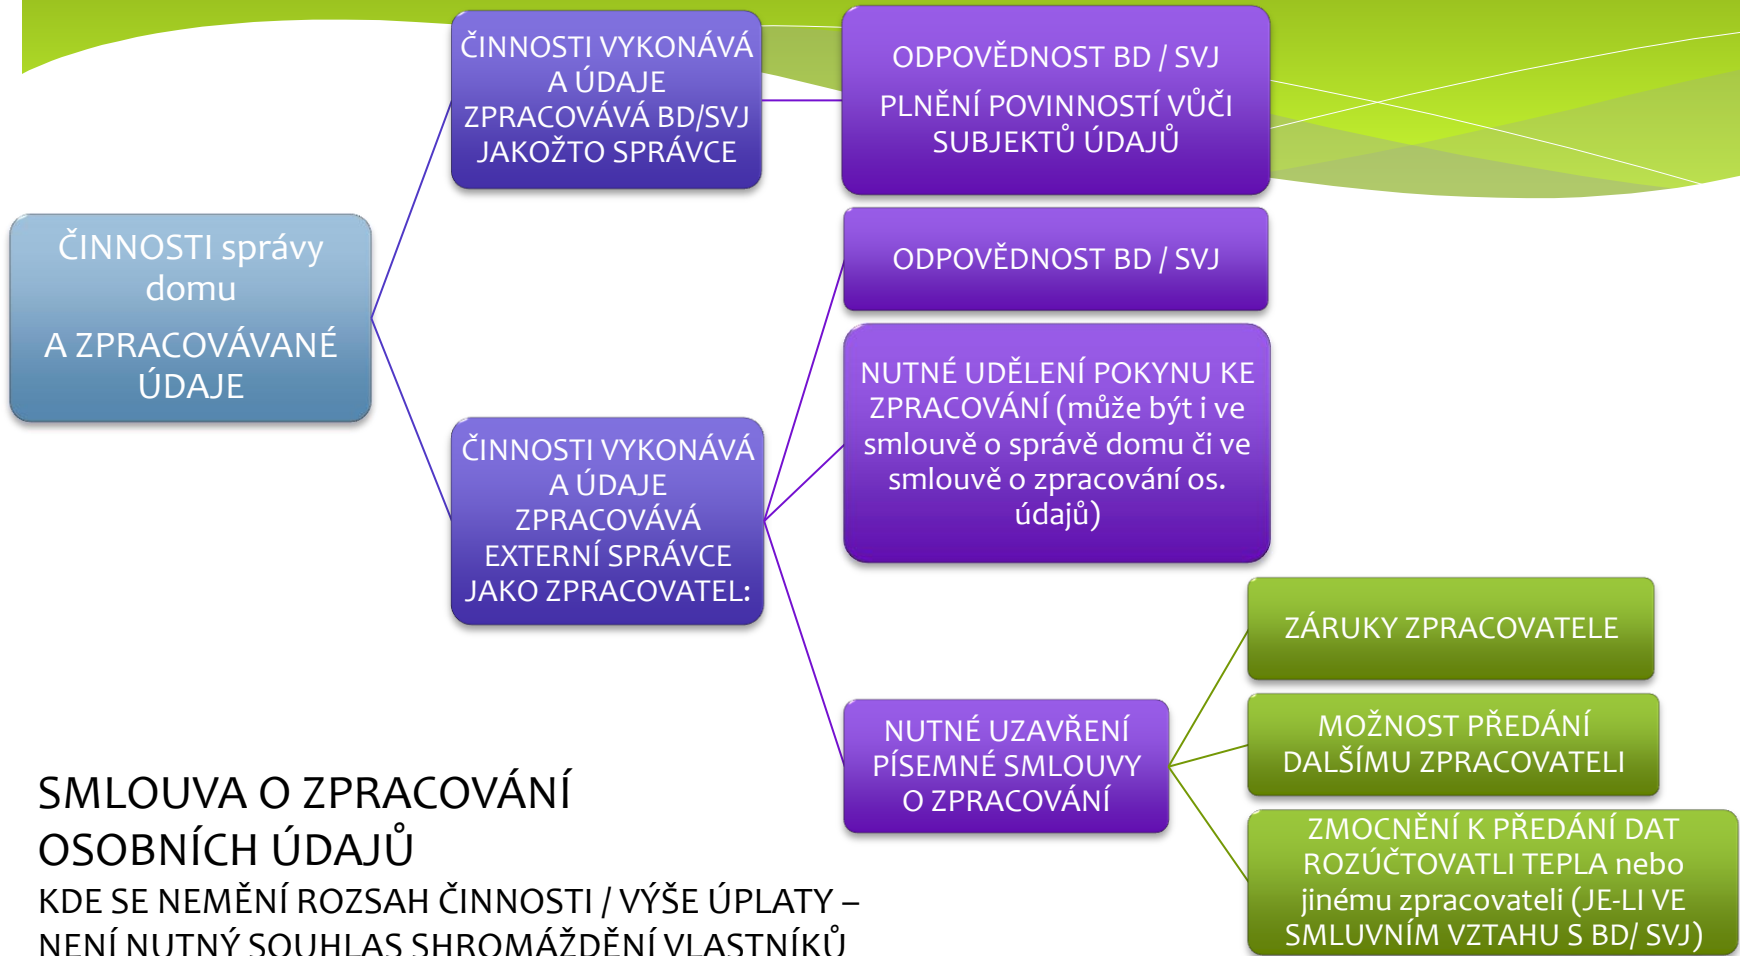 ČINNOSTI správy
domu
A ZPRACOVÁVANÉ
ÚDAJE
ČINNOSTI VYKONÁVÁ
A ÚDAJE
ZPRACOVÁVÁ BD/SVJ
JAKOŽTO SPRÁVCE
ODPOVĚDNOST BD / SVJ
PLNĚNÍ POVINNOSTÍ VŮČI
SUBJEKTŮ ÚDAJŮ
ČINNOSTI VYKONÁVÁ
A ÚDAJE
ZPRACOVÁVÁ
EXTERNÍ SPRÁVCE
JAKO ZPRACOVATEL:
ODPOVĚDNOST BD / SVJ
NUTNÉ UDĚLENÍ POKYNU KE
ZPRACOVÁNÍ (může být i ve
smlouvě o správě domu či ve
smlouvě o zpracování os.
údajů)
NUTNÉ UZAVŘENÍ
PÍSEMNÉ SMLOUVY
O ZPRACOVÁNÍ
ZÁRUKY ZPRACOVATELE
MOŽNOST PŘEDÁNÍ
DALŠÍMU ZPRACOVATELI
ZMOCNĚNÍ K PŘEDÁNÍ DAT
ROZÚČTOVATLI TEPLA nebo
jinému zpracovateli (JE-LI VE
SMLUVNÍM VZTAHU S BD/ SVJ)
SMLOUVA O ZPRACOVÁNÍ
OSOBNÍCH ÚDAJŮ
KDE SE NEMĚNÍ ROZSAH ČINNOSTI / VÝŠE ÚPLATY –
NENÍ NUTNÝ SOUHLAS SHROMÁŽDĚNÍ VLASTNÍKŮ